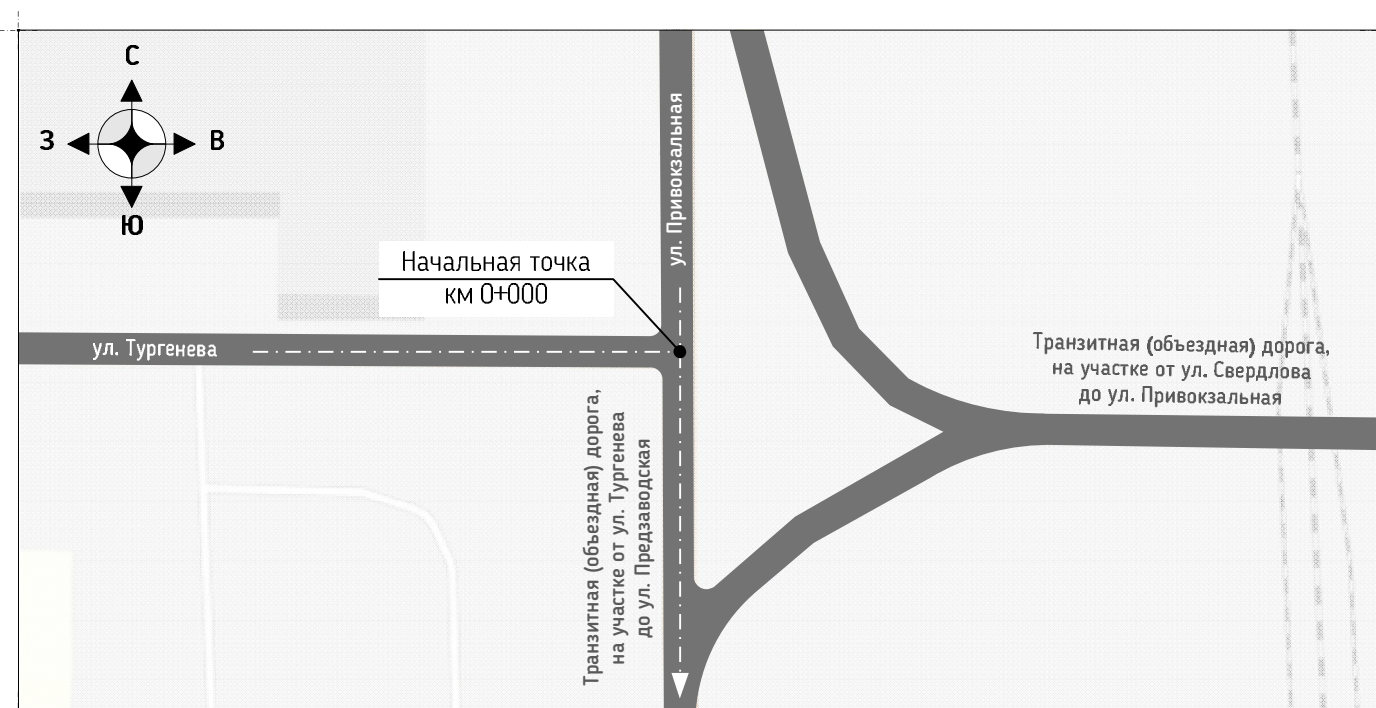 С
З
В
Ю
ул. Привокзальная
Начальная точка
км 0+000
ул. Тургенева
Транзитная (объездная) дорога,
на участке от ул. Свердлова
до ул. Привокзальная
Транзитная (объездная) дорога,
на участке от ул. Тургенева
до ул. Предзаводская